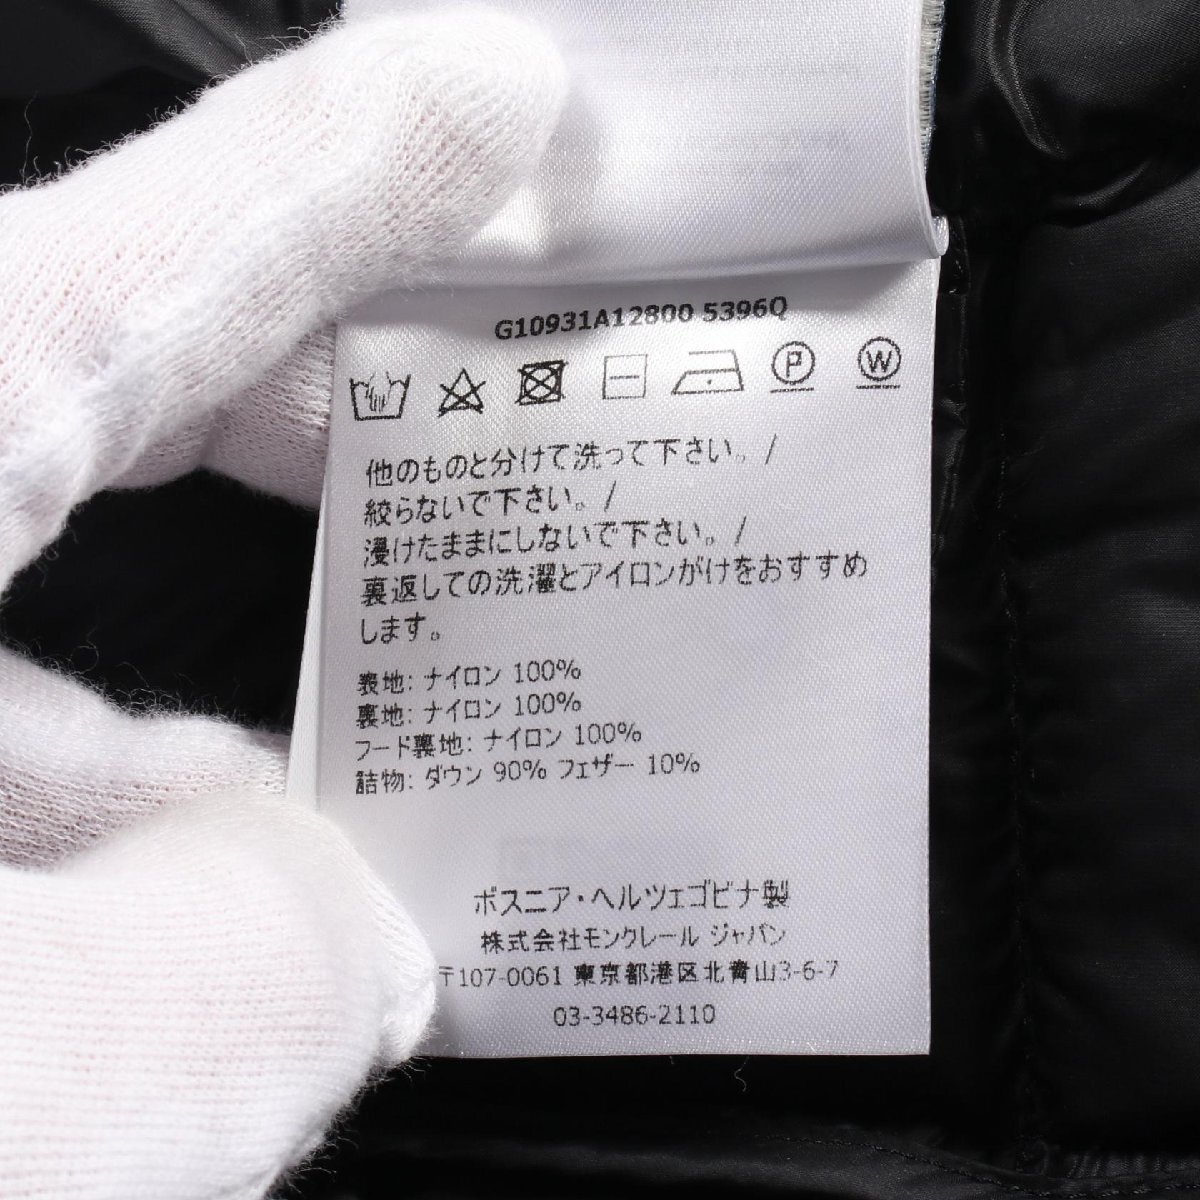 G10931A12800 5396Q
P W
他のものと分けて洗って下さい。/
絞らないで下さい。/
浸けたままにしないで下さい。/
裏返しての洗濯とアイロンがけをおすすめ
します。
表地: ナイロン 100%
裏地: ナイロン 100%
フード裏地: ナイロン 100%
詰物: ダウン 90% フェザー 10%
ボスニア・ヘルツェゴビナ製
株式会社モンクレール ジャパン
〒107-0061 東京都港区北青山3-6-7
03-3486-2110